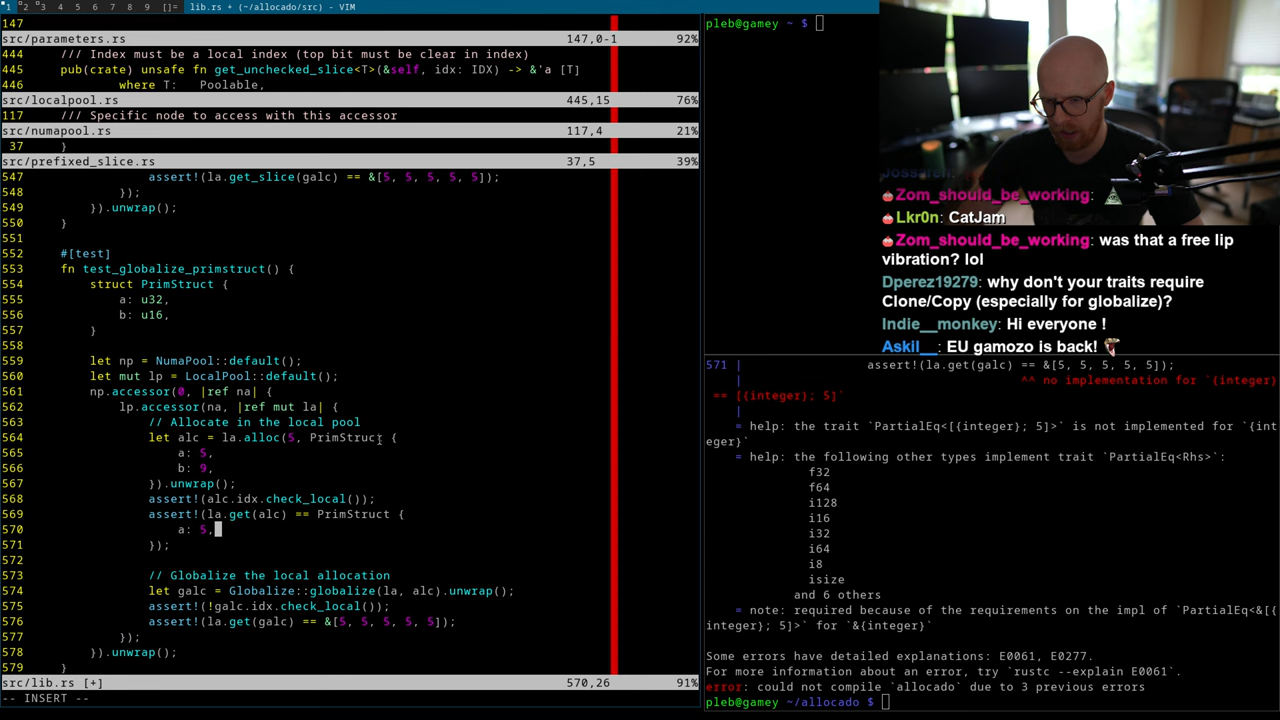 1 2 3 4 5 6 7 8 9 []= lib.rs + (~/allocado/src) - VIM
147
src/parameters.rs 147,0-1 92%
444 /// Index must be a local index (top bit must be clear in index)
445 pub(crate) unsafe fn get_unchecked_slice<T>(&self, idx: IDX) -> &'a [T]
446 where T: Poolable,
src/localpool.rs 445,15 76%
117 /// Specific node to access with this accessor
src/numapool.rs 117,4 21%
37 }
src/prefixed_slice.rs 37,5 39%
547 assert!(la.get_slice(galc) == &[5, 5, 5, 5, 5]);
548 });
549 }).unwrap();
550 }
551
552 #[test]
553 fn test_globalize_primstruct() {
554 struct PrimStruct {
555 a: u32,
556 b: u16,
557 }
558
559 let np = NumaPool::default();
560 let mut lp = LocalPool::default();
561 np.accessor(0, |ref na| {
562 lp.accessor(na, |ref mut la| {
563 // Allocate in the local pool
564 let alc = la.alloc(5, PrimStruct {
565 a: 5,
566 b: 9,
567 }).unwrap();
568 assert!(alc.idx.check_local());
569 assert!(la.get(alc) == PrimStruct {
570 a: 5,
571 });
572
573 // Globalize the local allocation
574 let galc = Globalize::globalize(la, alc).unwrap();
575 assert!(!galc.idx.check_local());
576 assert!(la.get(galc) == &[5, 5, 5, 5, 5]);
577 });
578 }).unwrap();
579 }
src/lib.rs [+] 570,26 91%
-- INSERT --
pleb@gamey ~ $
Zom_should_be_working:
Lkr0n: CatJam
Zom_should_be_working: was that a free lip
vibration? lol
Dperez19279: why don't your traits require
Clone/Copy (especially for globalize)?
Indie__monkey: Hi everyone !
Askil__: EU gamozo is back!
571 | assert!(la.get(galc) == &[5, 5, 5, 5, 5]);
| ^^ no implementation for `{integer}
== [{integer}; 5]`
|
= help: the trait `PartialEq<[{integer}; 5]>` is not implemented for `{int
eger}`
= help: the following other types implement trait `PartialEq<Rhs>`:
f32
f64
i128
i16
i32
i64
i8
isize
and 6 others
= note: required because of the requirements on the impl of `PartialEq<&[{
integer}; 5]>` for `&{integer}`
Some errors have detailed explanations: E0061, E0277.
For more information about an error, try `rustc --explain E0061`.
error: could not compile `allocado` due to 3 previous errors
pleb@gamey ~/allocado $